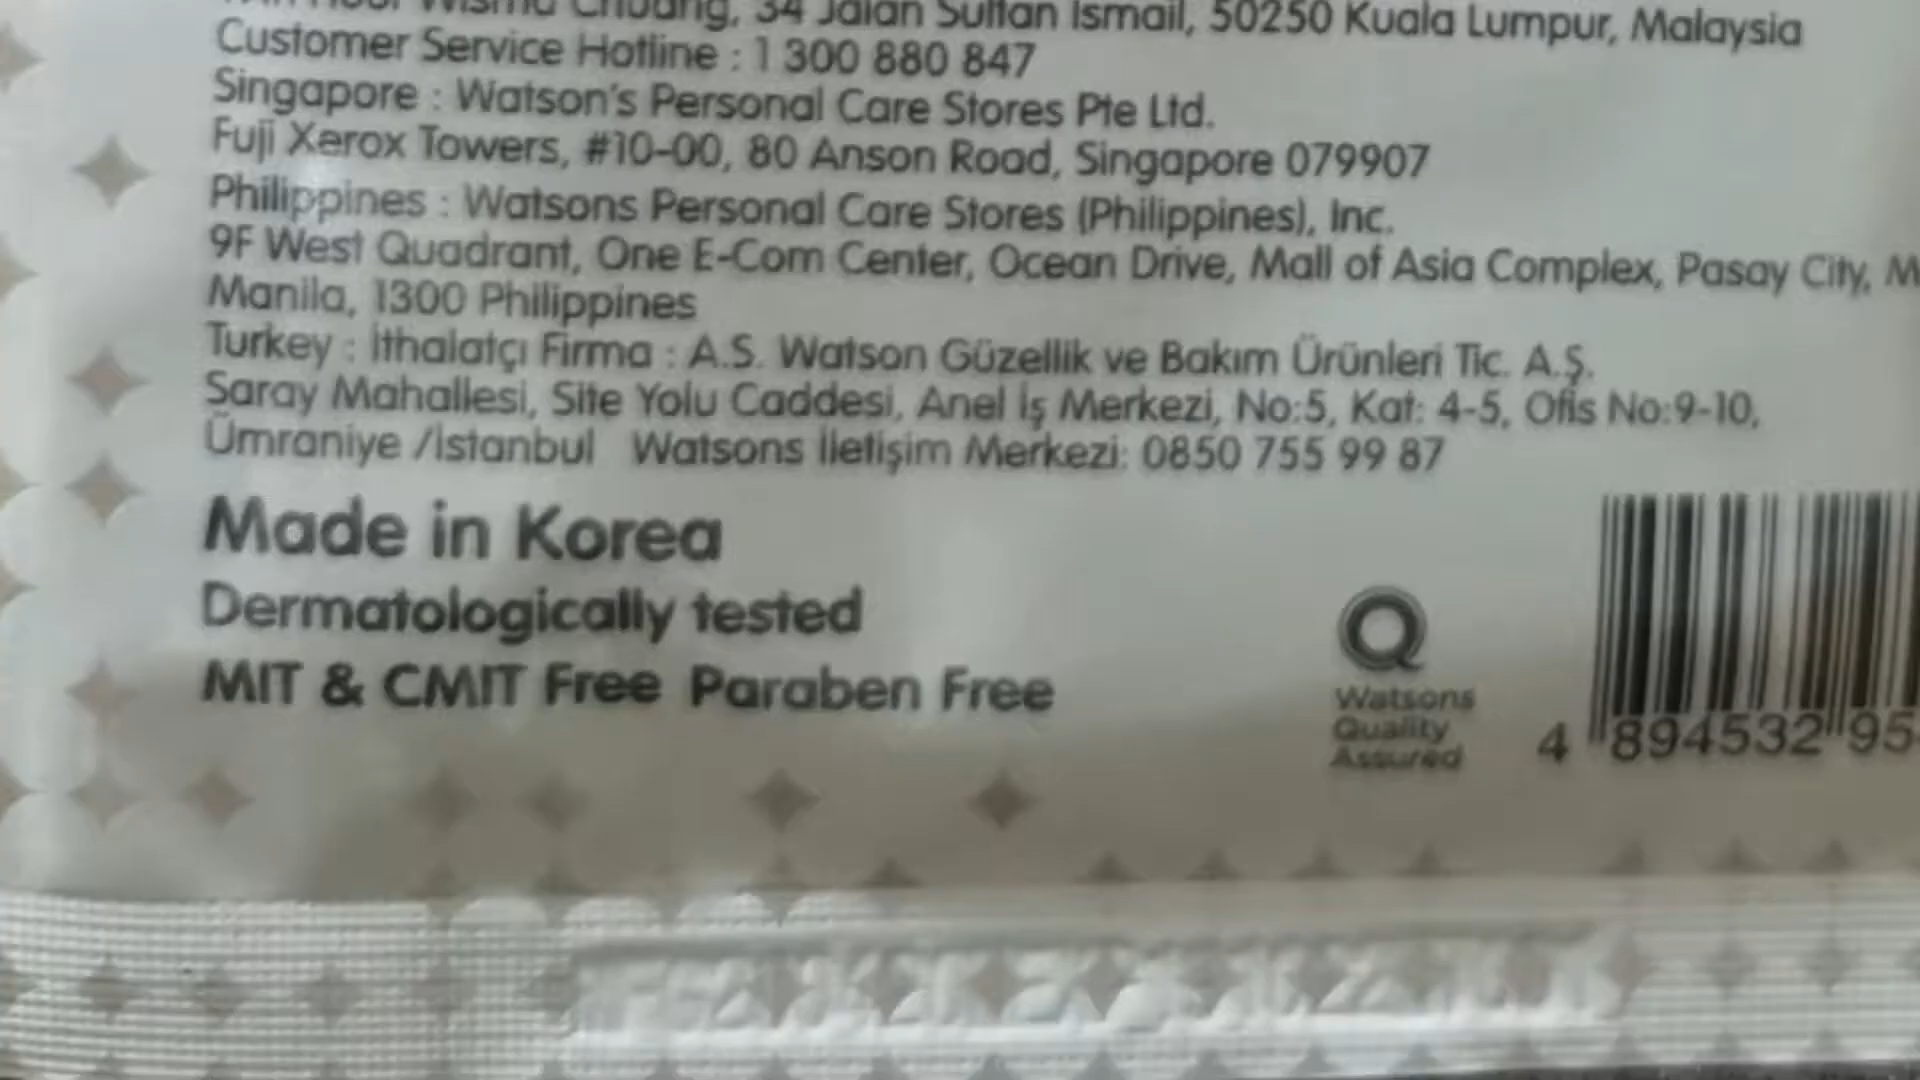 Wisma Chuang, 34 Jalan Sultan Ismail, 50250 Kuala Lumpur, Malaysia
Customer Service Hotline : 1 300 880 847
Singapore : Watson's Personal Care Stores Pte Ltd.
Fuji Xerox Towers, #10-00, 80 Anson Road, Singapore 079907
Philippines : Watsons Personal Care Stores (Philippines), Inc.
9F West Quadrant, One E-Com Center, Ocean Drive, Mall of Asia Complex, Pasay City, M
Manila, 1300 Philippines
Turkey : İthalatçı Firma : A.S. Watson Güzellik ve Bakım Ürünleri Tic. A.Ş.
Saray Mahallesi, Site Yolu Caddesi, Anel İş Merkezi, No:5, Kat: 4-5, Ofis No:9-10,
Ümraniye /İstanbul Watsons İletişim Merkezi: 0850 755 99 87
Made in Korea
Dermatologically tested
MIT & CMIT Free Paraben Free
Watsons
Quality
Assured
4 894532 95